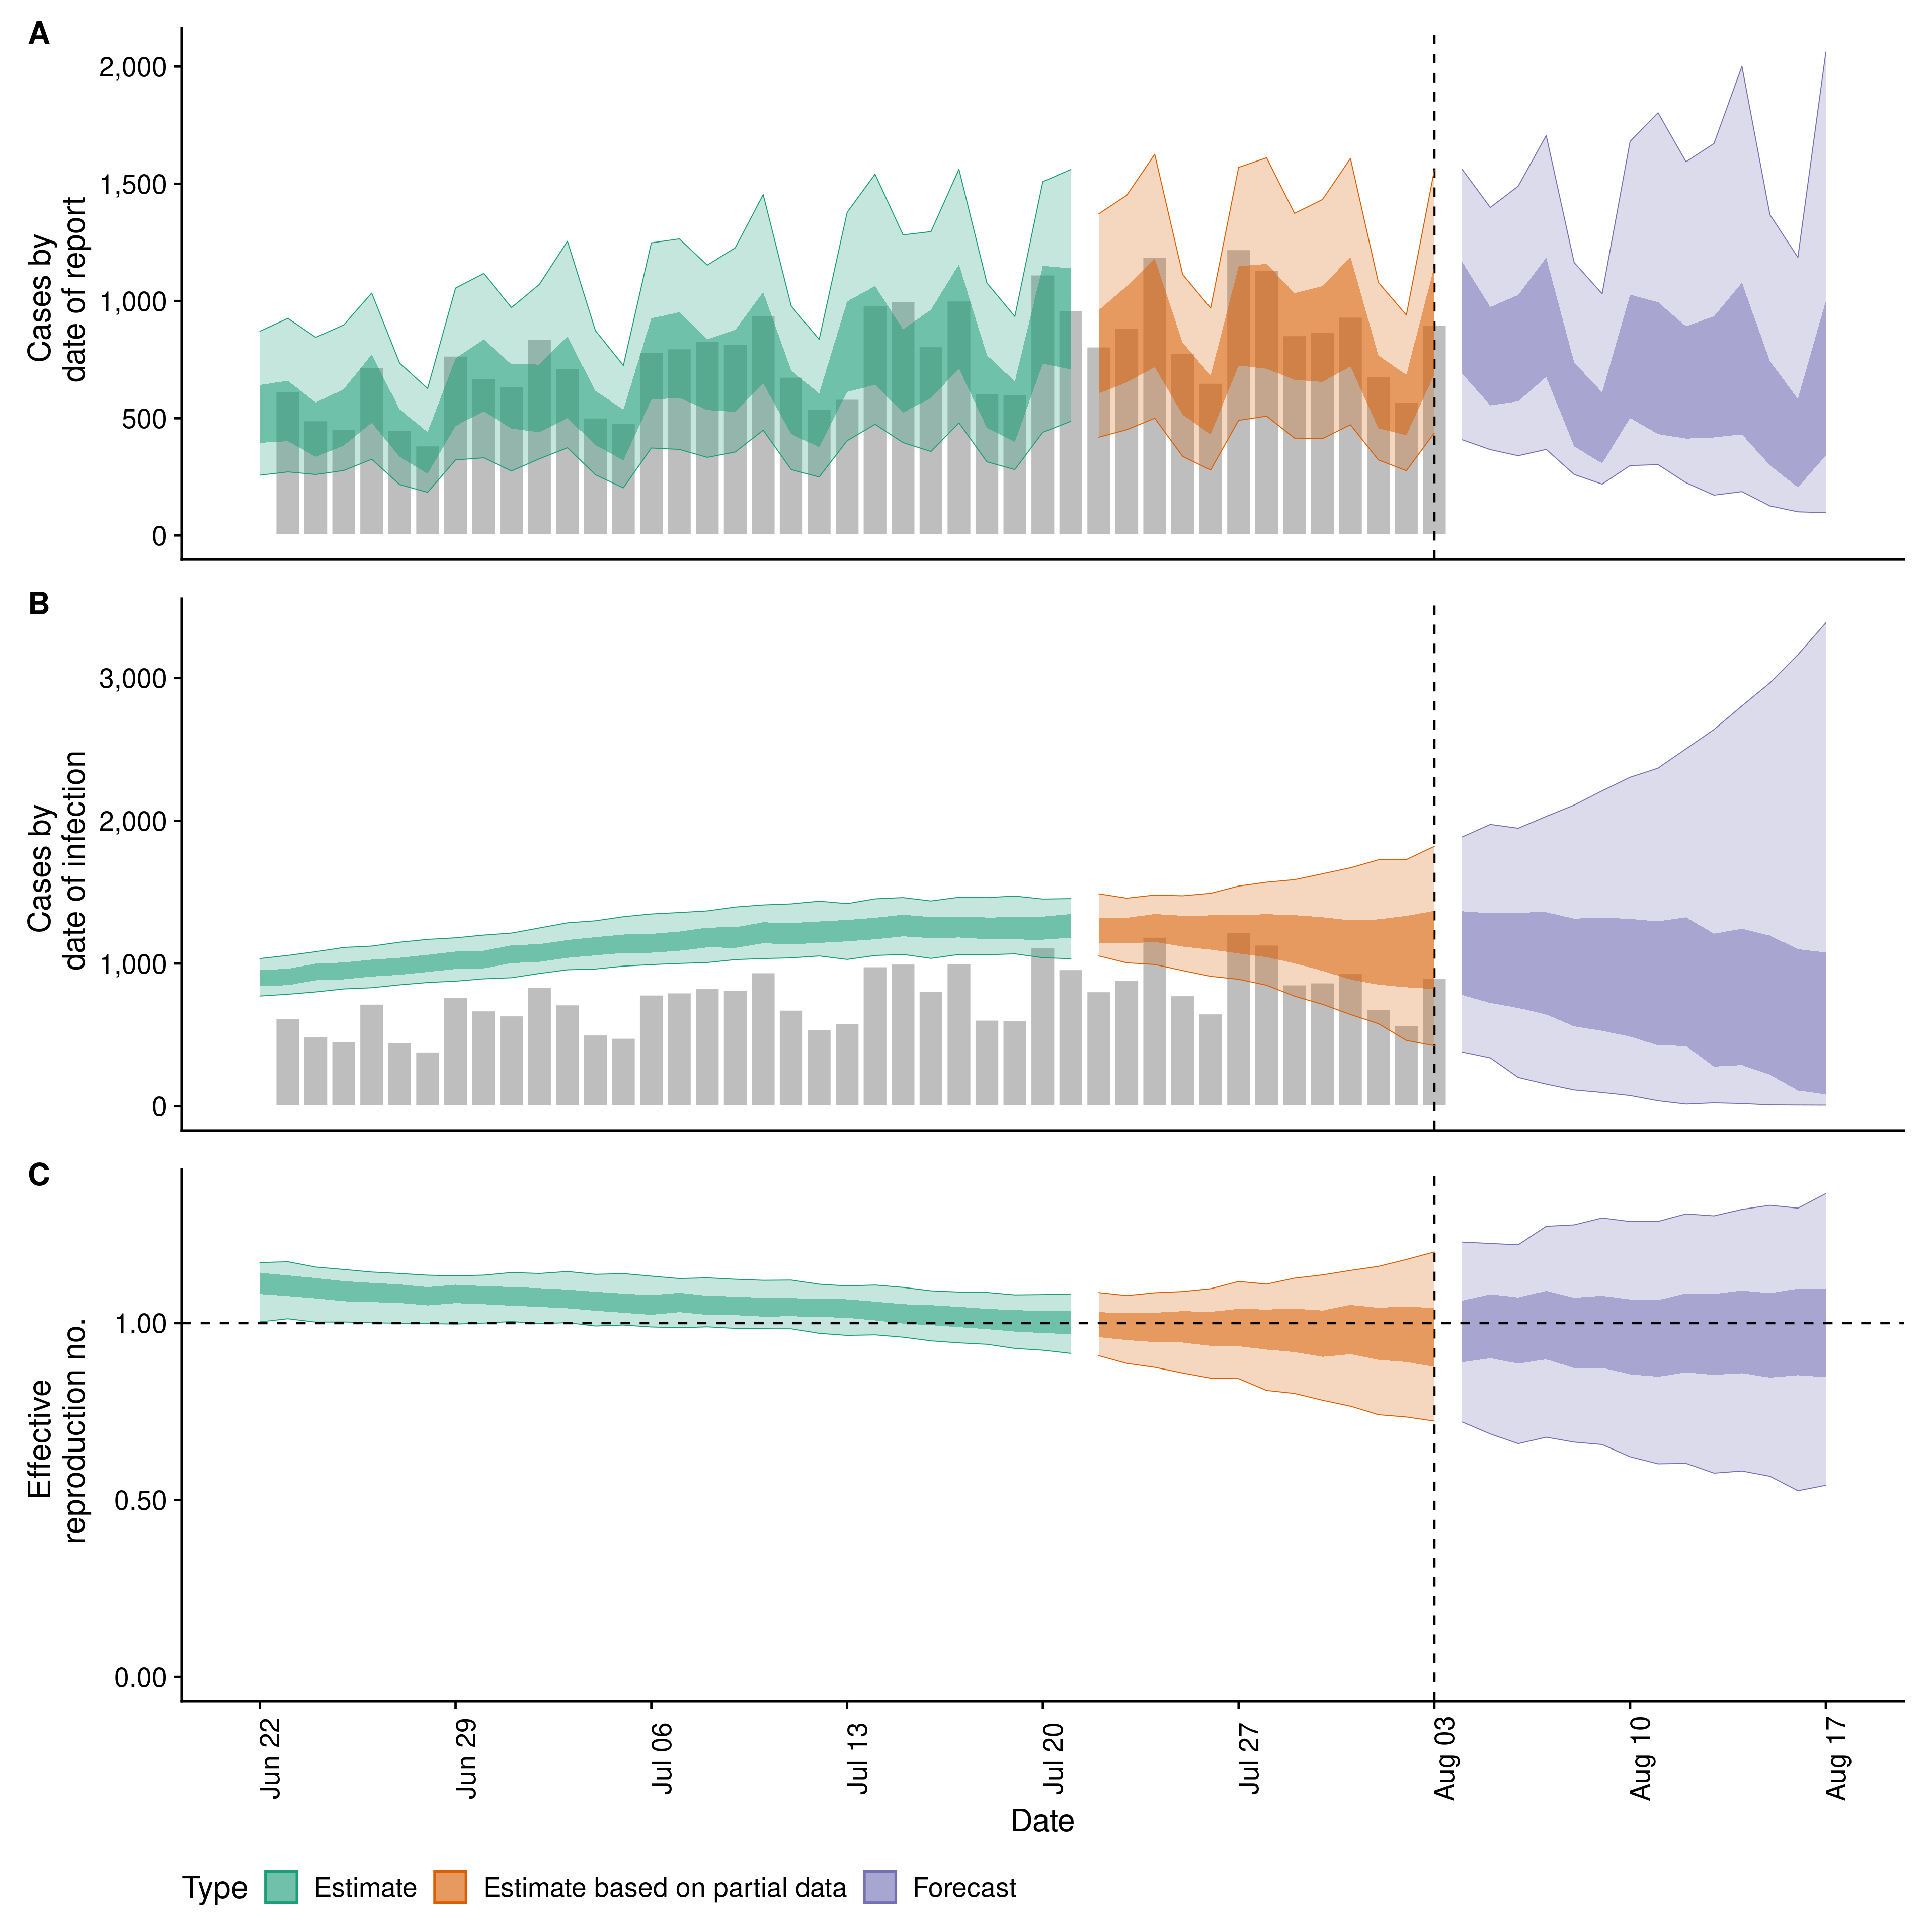 A
2,000
1,500
1,000
500
0
Cases by
date of report
B
3,000
2,000
1,000
0
Cases by
date of infection
C
1.00
0.50
0.00
Effective
reproduction no.
Jun 22
Jun 29
Jul 06
Jul 13
Jul 20
Jul 27
Aug 03
Aug 10
Aug 17
Date
Type Estimate Estimate based on partial data Forecast